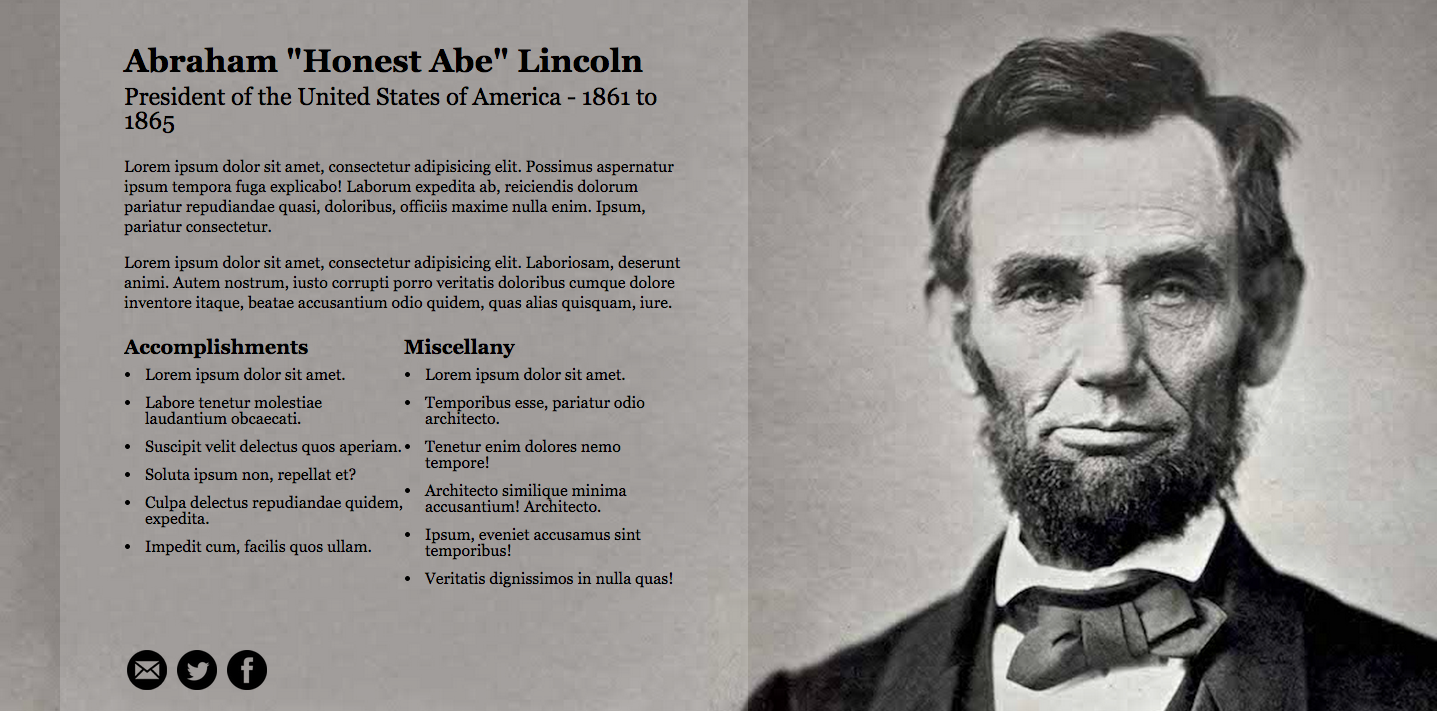 Abraham "Honest Abe" Lincoln
President of the United States of America - 1861 to
1865
Lorem ipsum dolor sit amet, consectetur adipisicing elit. Possimus aspernatur
ipsum tempora fuga explicabo! Laborum expedita ab, reiciendis dolorum
pariatur repudiandae quasi, doloribus, officiis maxime nulla enim. Ipsum,
pariatur consectetur.
Lorem ipsum dolor sit amet, consectetur adipisicing elit. Laboriosam, deserunt
animi. Autem nostrum, iusto corrupti porro veritatis doloribus cumque dolore
inventore itaque, beatae accusantium odio quidem, quas alias quisquam, iure.
Accomplishments
• Lorem ipsum dolor sit amet.
• Labore tenetur molestiae
laudantium obcaecati.
• Suscipit velit delectus quos aperiam.
• Soluta ipsum non, repellat et?
• Culpa delectus repudiandae quidem,
expedita.
• Impedit cum, facilis quos ullam.
Miscellany
• Lorem ipsum dolor sit amet.
• Temporibus esse, pariatur odio
architecto.
• Tenetur enim dolores nemo
tempore!
• Architecto similique minima
accusantium! Architecto.
• Ipsum, eveniet accusamus sint
temporibus!
• Veritatis dignissimos in nulla quas!